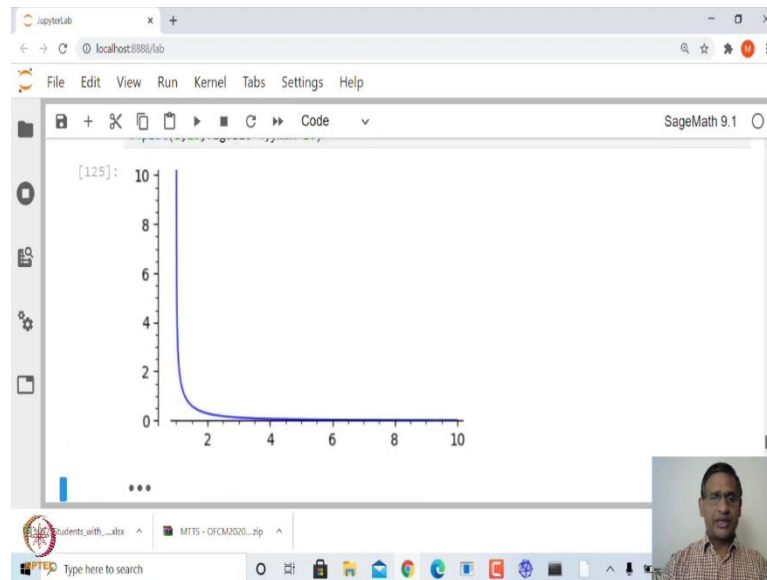 JupyterLab
localhost:8888/lab
M
File Edit View Run Kernel Tabs Settings Help
Code
SageMath 9.1
[125]:
10
8
6
4
2
0
2 4 6 8 10
Students_with_....xlsx
MTTS - OFCM2020....zip
Type here to search